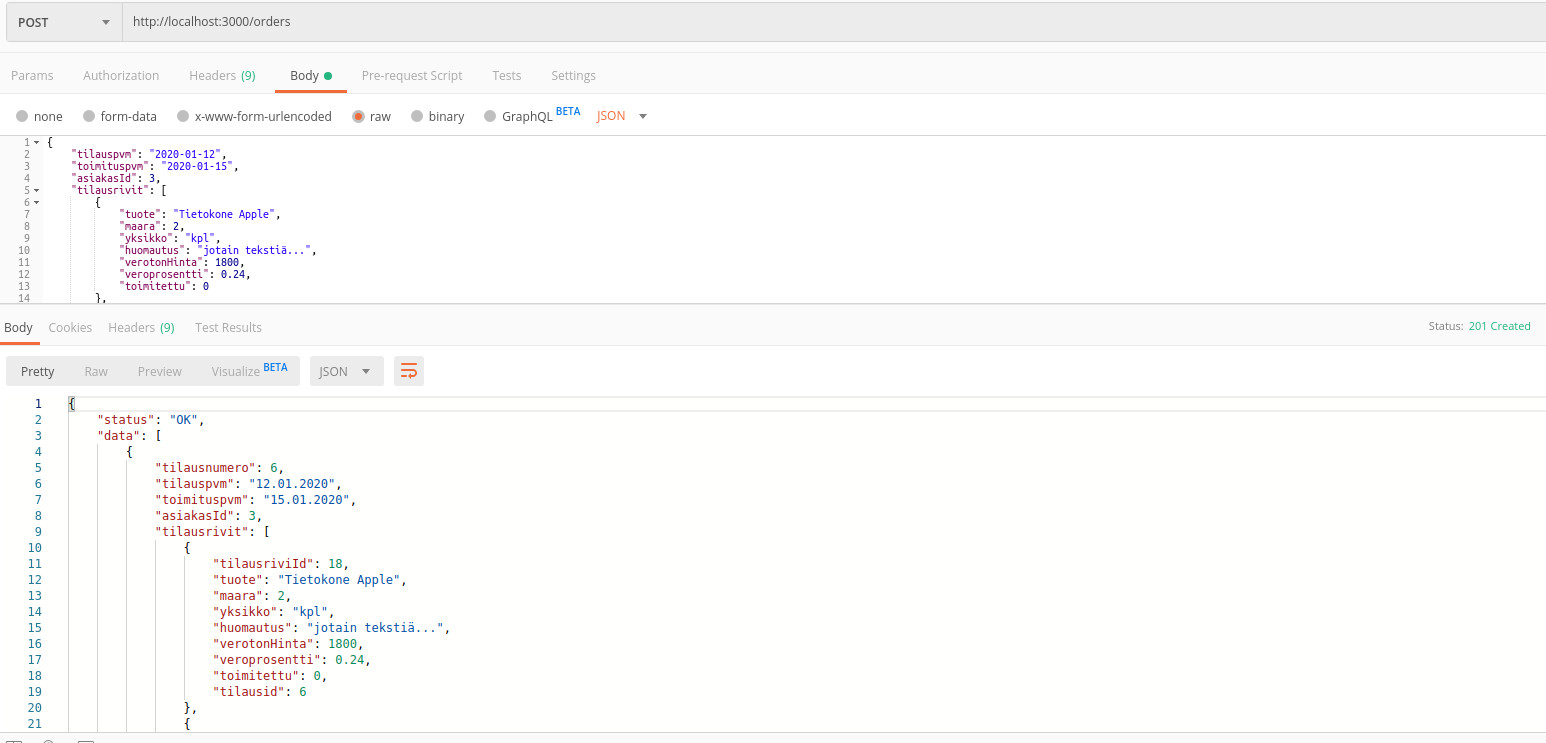 POST http://localhost:3000/orders
Params Authorization Headers (9) Body Pre-request Script Tests Settings
none form-data x-www-form-urlencoded raw binary GraphQL BETA JSON
1 {
2 "tilauspvm": "2020-01-12",
3 "toimituspvm": "2020-01-15",
4 "asiakasId": 3,
5 "tilausrivit": [
6 {
7 "tuote": "Tietokone Apple",
8 "maara": 2,
9 "yksikko": "kpl",
10 "huomautus": "jotain tekstiä...",
11 "verotonHinta": 1800,
12 "veroprosentti": 0.24,
13 "toimitettu": 0
14 },
Body Cookies Headers (9) Test Results Status: 201 Created
Pretty Raw Preview Visualize BETA JSON
1 {
2 "status": "OK",
3 "data": [
4 {
5 "tilausnumero": 6,
6 "tilauspvm": "12.01.2020",
7 "toimituspvm": "15.01.2020",
8 "asiakasId": 3,
9 "tilausrivit": [
10 {
11 "tilausriviId": 18,
12 "tuote": "Tietokone Apple",
13 "maara": 2,
14 "yksikko": "kpl",
15 "huomautus": "jotain tekstiä...",
16 "verotonHinta": 1800,
17 "veroprosentti": 0.24,
18 "toimitettu": 0,
19 "tilausid": 6
20 },
21 {